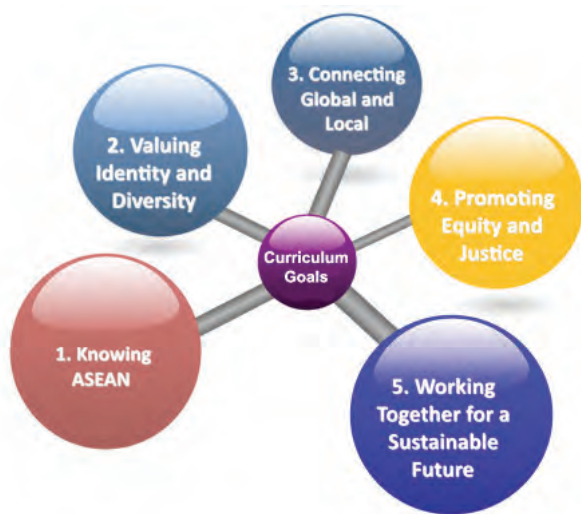 3. Connecting
Global and
Local
2. Valuing
Identity and
Diversity
4. Promoting
Equity and
Justice
Curriculum
Goals
1. Knowing
ASEAN
5. Working
Together for a
Sustainable
Future